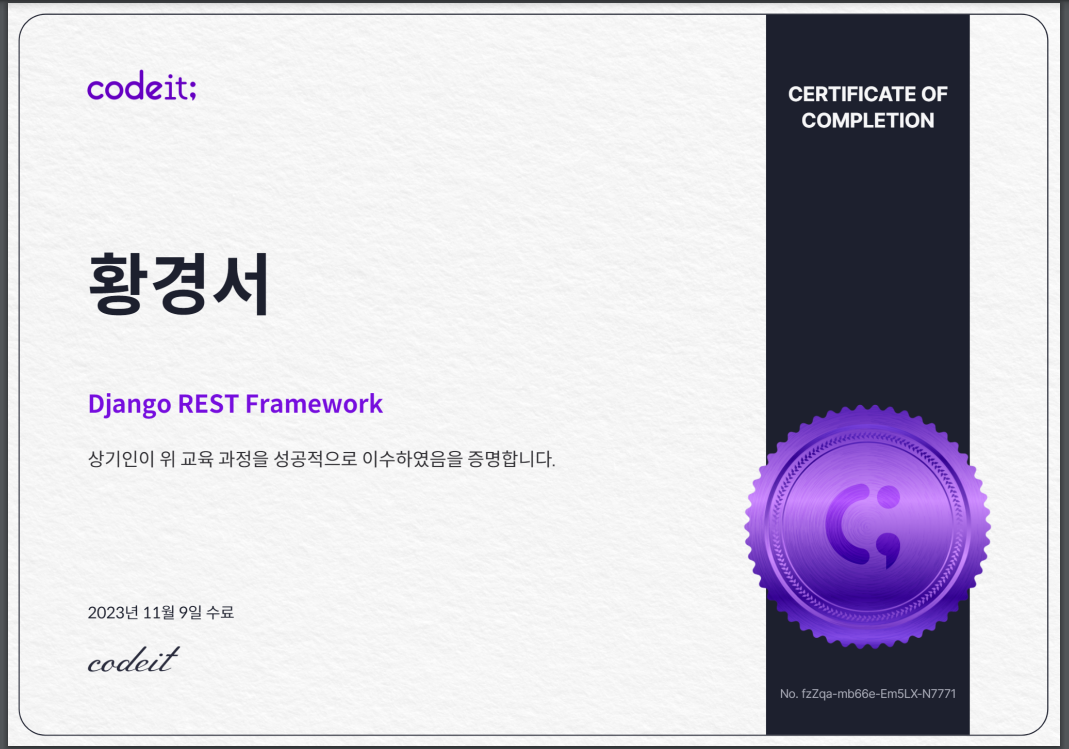 codeit;
CERTIFICATE OF
COMPLETION
황경서
Django REST Framework
상기인이 위 교육 과정을 성공적으로 이수하였음을 증명합니다.
2023년 11월 9일 수료
codeit
No. fzZqa-mb66e-Em5LX-N7771